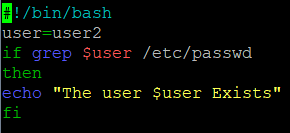 #!/bin/bash
user=user2
if grep $user /etc/passwd
then
echo "The user $user Exists"
fi